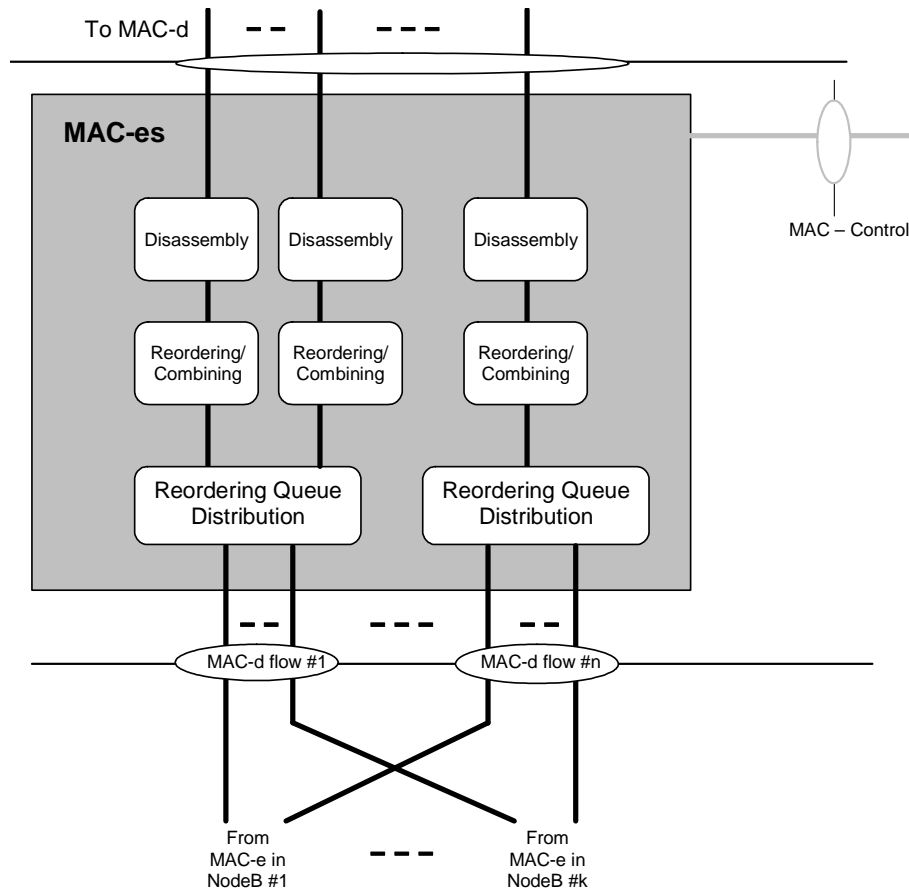 To MAC-d
MAC-es
MAC – Control
Disassembly
Disassembly
Disassembly
Reordering/
Combining
Reordering/
Combining
Reordering/
Combining
Reordering Queue
Distribution
Reordering Queue
Distribution
MAC-d flow #1
MAC-d flow #n
From
MAC-e in
NodeB #1
From
MAC-e in
NodeB #k